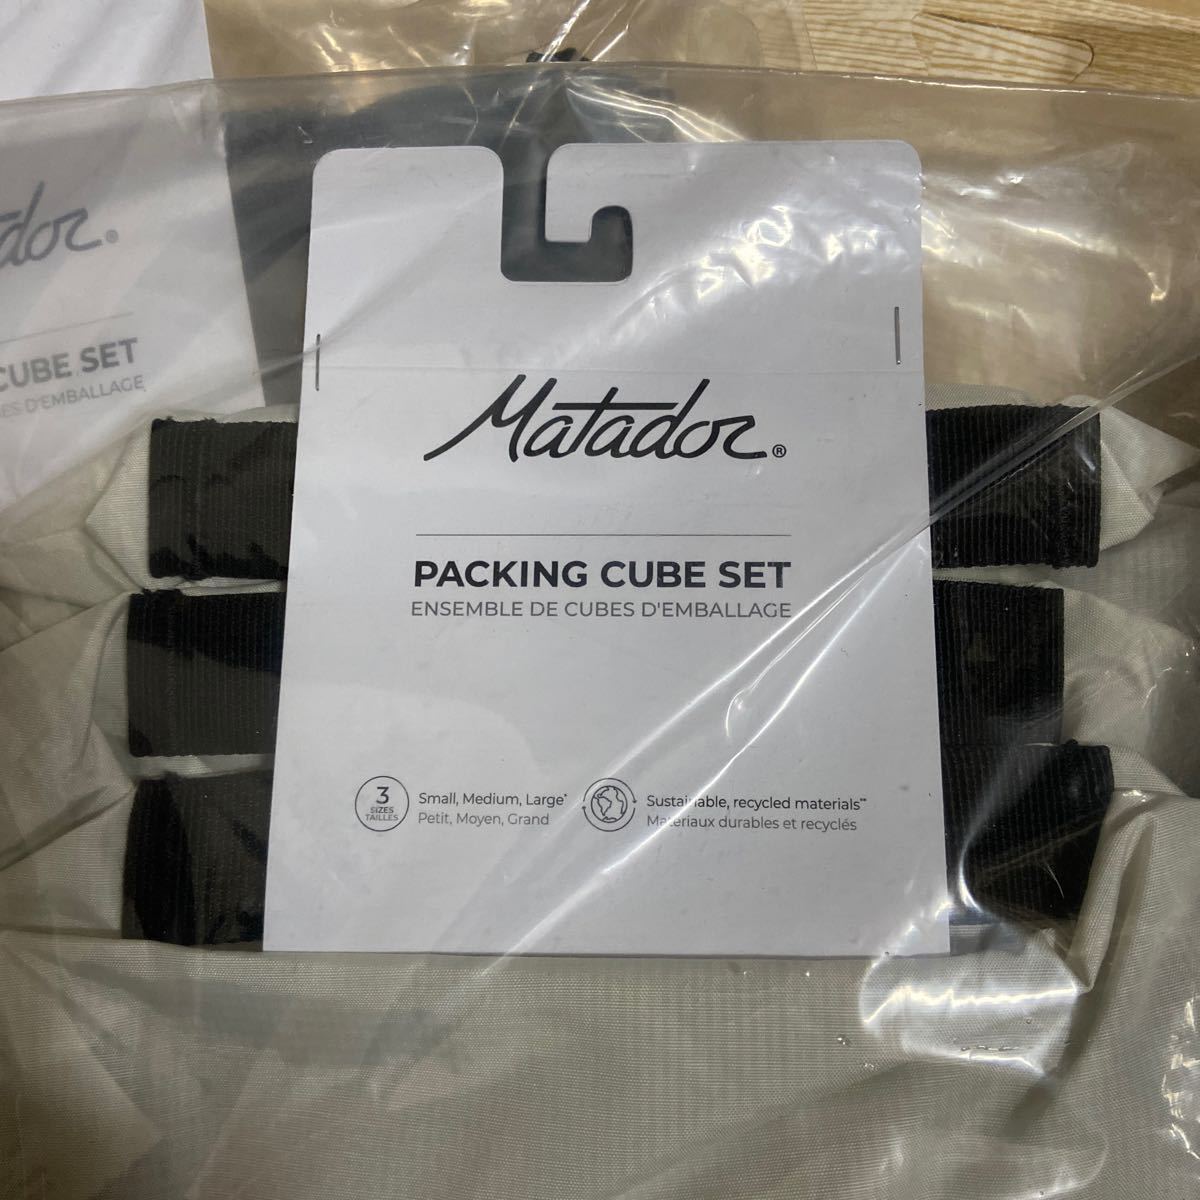 Matador®
PACKING CUBE SET
ENSEMBLE DE CUBES D'EMBALLAGE
3
SIZES
TAILLES
Small, Medium, Large*
Petit, Moyen, Grand
Sustainable, recycled materials**
Matériaux durables et recyclés
CUBE SET
D'EMBALLAGE